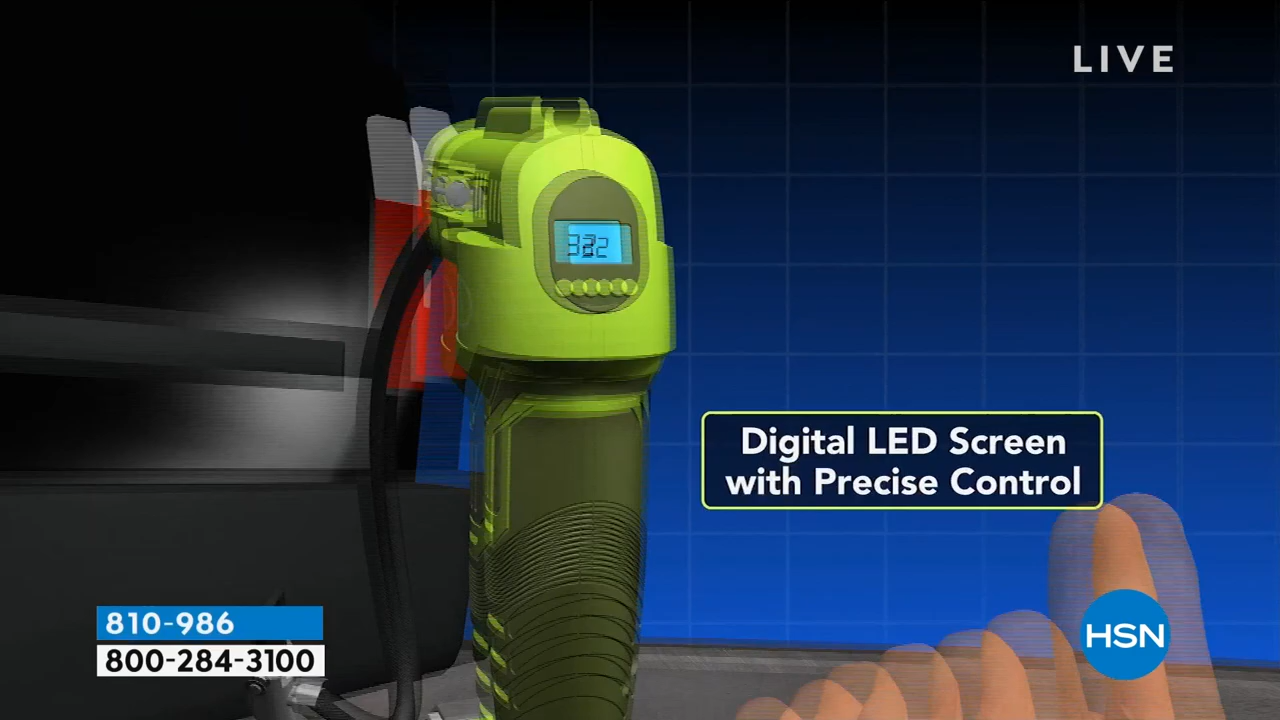 LIVE
Digital LED Screen
with Precise Control
810-986
800-284-3100
HSN